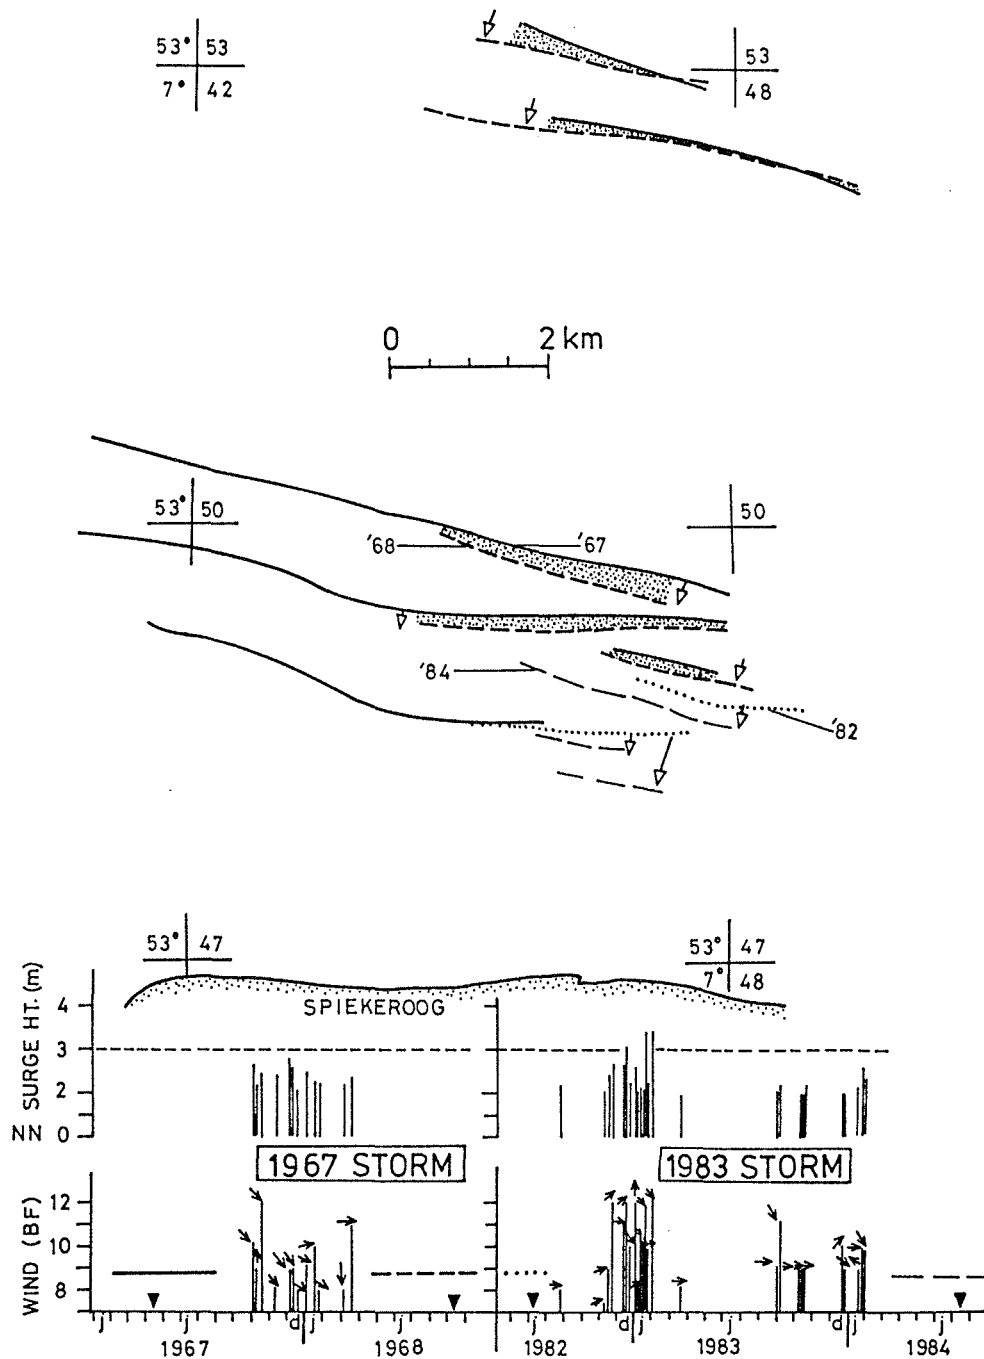 53° 53
7° 42
53
48
0 2 km
53° 50
50
'68 '67
'84
'82
53° 47
53° 47
7° 48
SPIEKEROOG
NN SURGE HT. (m)
4
3
2
0
1967 STORM
1983 STORM
WIND (BF)
12
10
8
j j d j j j d j j d j j
1967 1968 1982 1983 1984